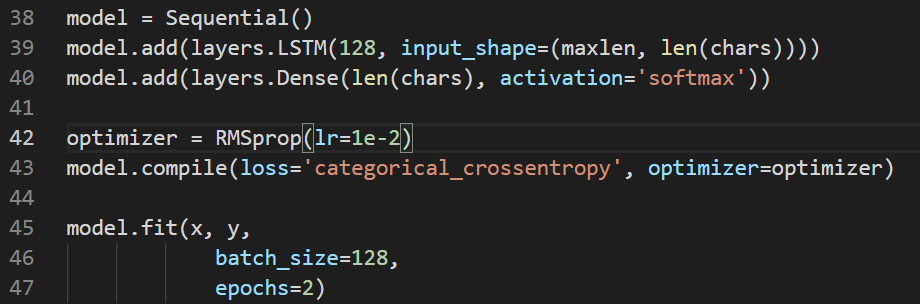 38 model = Sequential()
39 model.add(layers.LSTM(128, input_shape=(maxlen, len(chars))))
40 model.add(layers.Dense(len(chars), activation='softmax'))
41
42 optimizer = RMSprop(lr=1e-2)
43 model.compile(loss='categorical_crossentropy', optimizer=optimizer)
44
45 model.fit(x, y,
46 batch_size=128,
47 epochs=2)